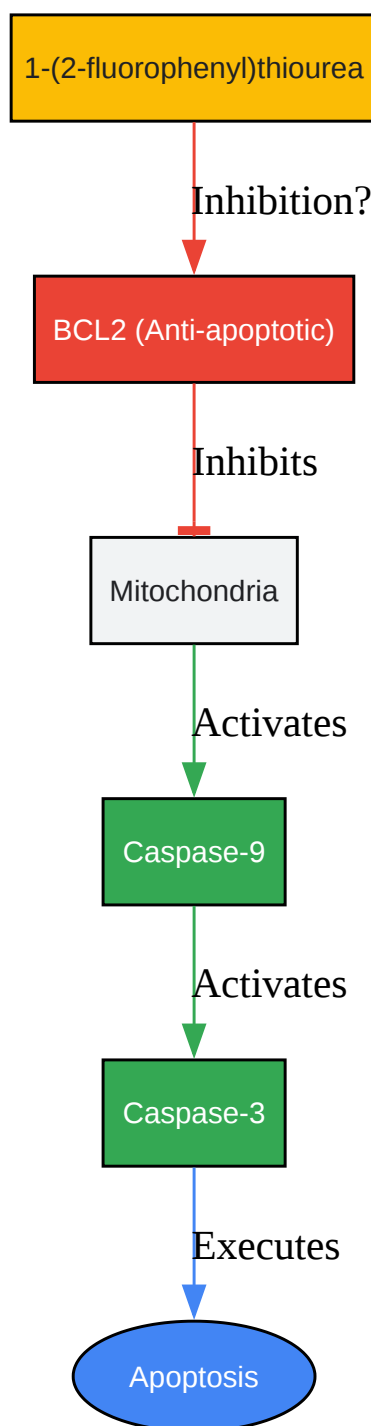 1-(2-fluorophenyl)thiourea
Inhibition?
BCL2 (Anti-apoptotic)
Inhibits
Mitochondria
Activates
Caspase-9
Activates
Caspase-3
Executes
Apoptosis